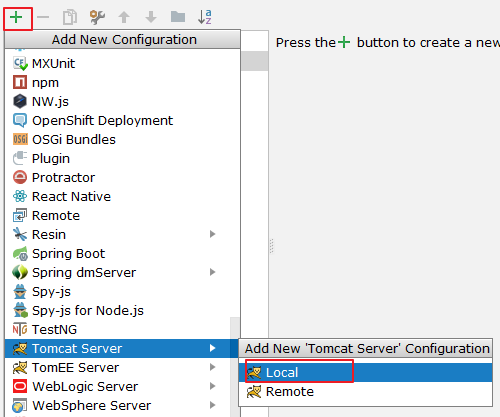 Add New Configuration
Press the + button to create a new
MXUnit
npm
NW.js
OpenShift Deployment
OSGi Bundles
Plugin
Protractor
React Native
Remote
Resin
Spring Boot
Spring dmServer
Spy-js
Spy-js for Node.js
TestNG
Tomcat Server
Add New 'Tomcat Server' Configuration
TomEE Server
Local
WebLogic Server
Remote
WebSphere Server